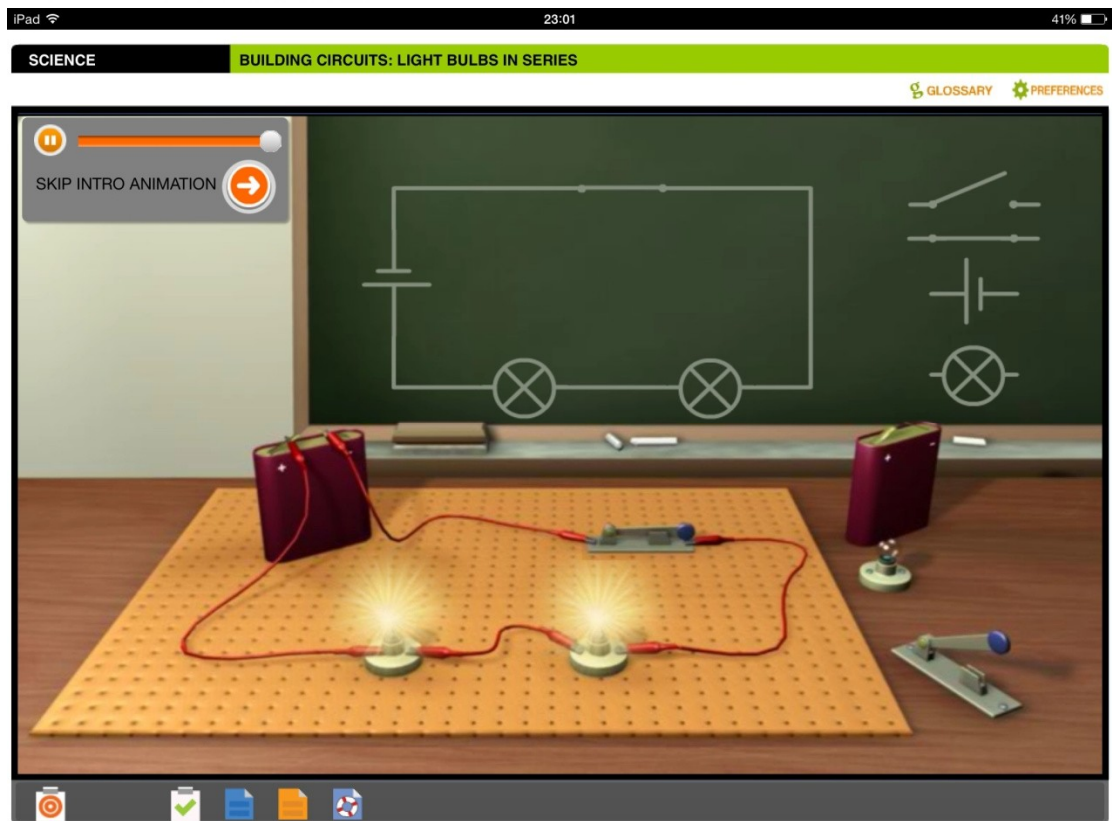 iPad 23:01 41%
SCIENCE BUILDING CIRCUITS: LIGHT BULBS IN SERIES
g GLOSSARY PREFERENCES
SKIP INTRO ANIMATION
+
+ -